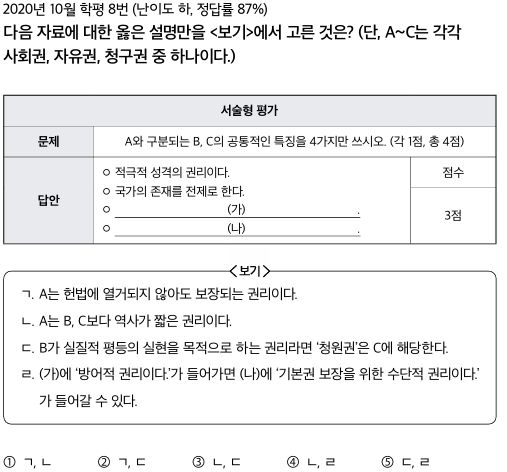 2020년 10월 학평 8번 (난이도 하, 정답률 87%)
다음 자료에 대한 옳은 설명만을 <보기>에서 고른 것은? (단, A~C는 각각
사회권, 자유권, 청구권 중 하나이다.)
서술형 평가
문제 A와 구분되는 B, C의 공통적인 특징을 4가지만 쓰시오. (각 1점, 총 4점)
답안
○ 적극적 성격의 권리이다.
○ 국가의 존재를 전제로 한다.
○ (가) .
○ (나) .
점수
3점
<보기>
ㄱ. A는 헌법에 열거되지 않아도 보장되는 권리이다.
ㄴ. A는 B, C보다 역사가 짧은 권리이다.
ㄷ. B가 실질적 평등의 실현을 목적으로 하는 권리라면 '청원권'은 C에 해당한다.
ㄹ. (가)에 '방어적 권리이다.'가 들어가면 (나)에 '기본권 보장을 위한 수단적 권리이다.'
가 들어갈 수 있다.
① ㄱ, ㄴ ② ㄱ, ㄷ ③ ㄴ, ㄷ ④ ㄴ, ㄹ ⑤ ㄷ, ㄹ